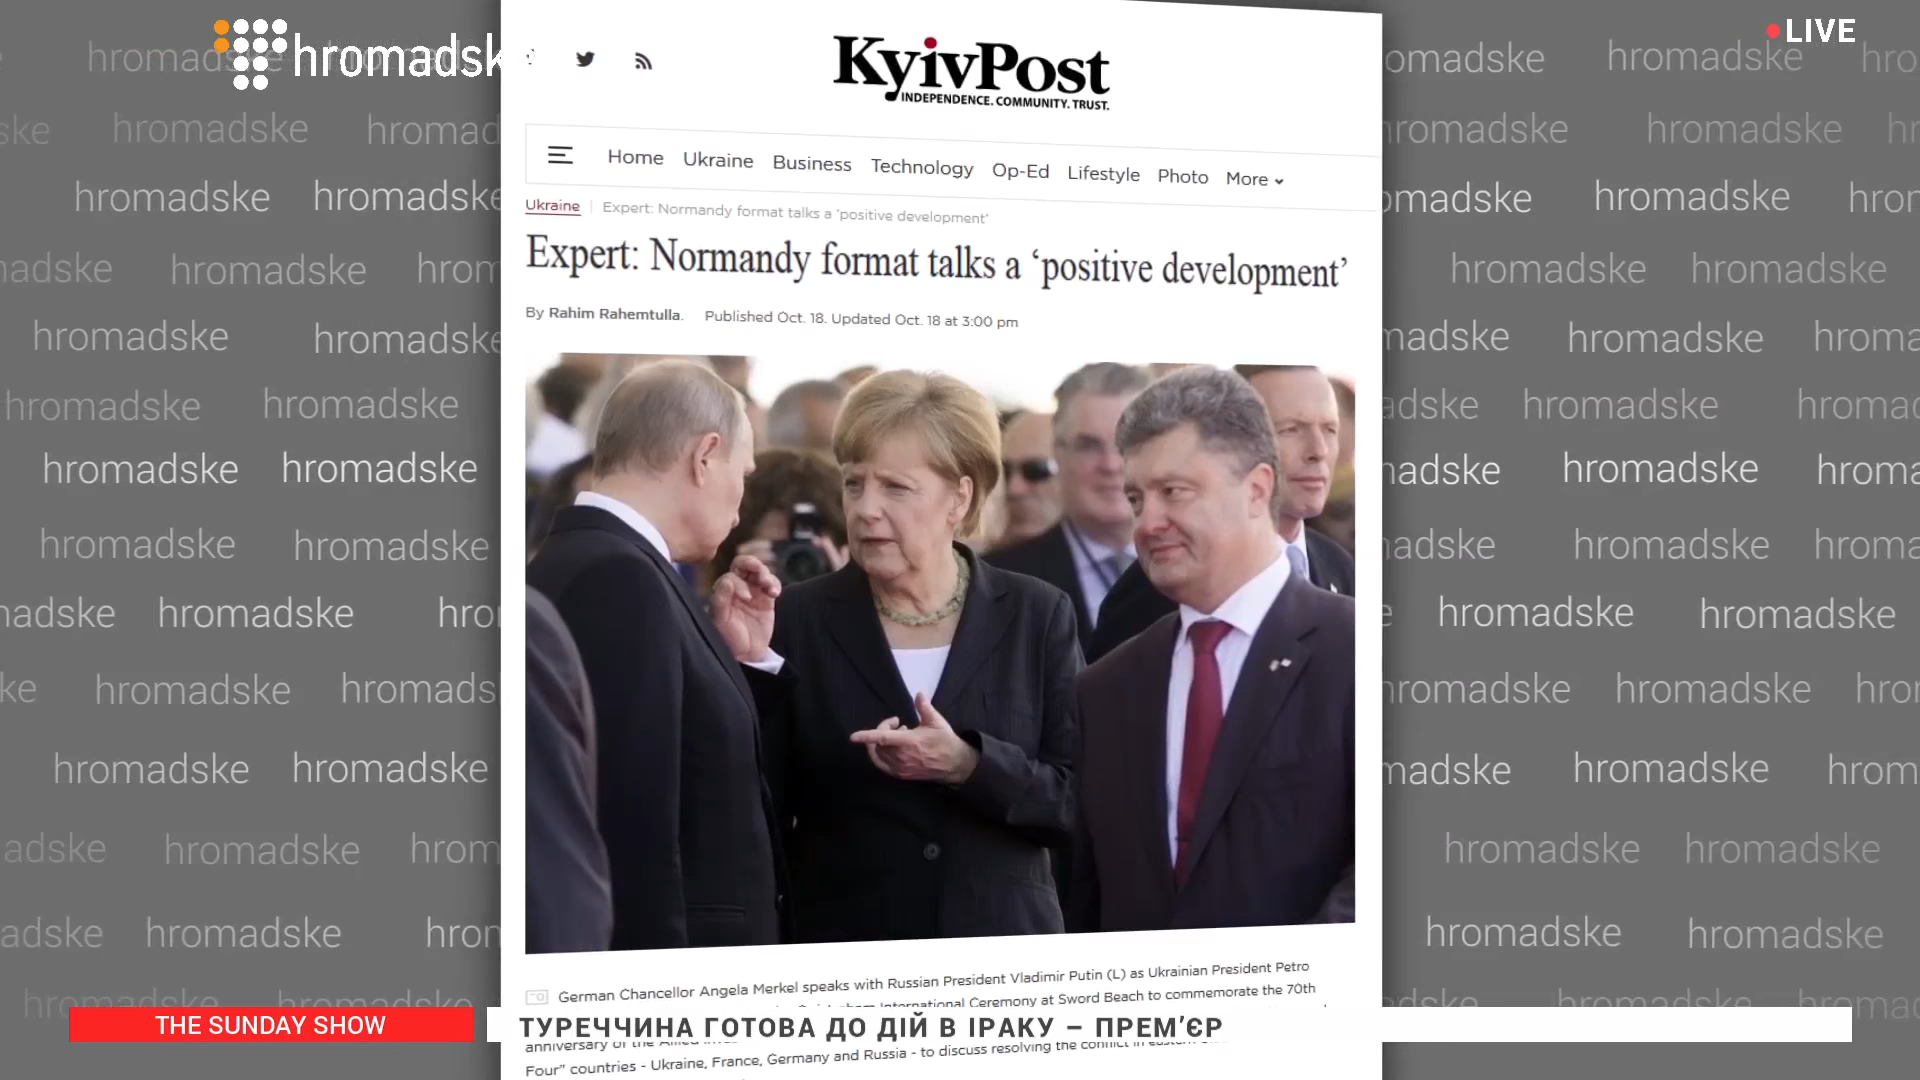 hromadske
LIVE
KyivPost
INDEPENDENCE. COMMUNITY. TRUST.
Home Ukraine Business Technology Op-Ed Lifestyle Photo More
Ukraine | Expert: Normandy format talks a 'positive development'
Expert: Normandy format talks a ‘positive development’
By Rahim Rahemtulla. Published Oct. 18. Updated Oct. 18 at 3:00 pm
German Chancellor Angela Merkel speaks with Russian President Vladimir Putin (L) as Ukrainian President Petro
International Ceremony at Sword Beach to commemorate the 70th
anniversary of the
Four” countries - Ukraine, France, Germany and Russia - to discuss resolving the conflict in
THE SUNDAY SHOW
ТУРЕЧЧИНА ГОТОВА ДО ДІЙ В ІРАКУ – ПРЕМ’ЄР